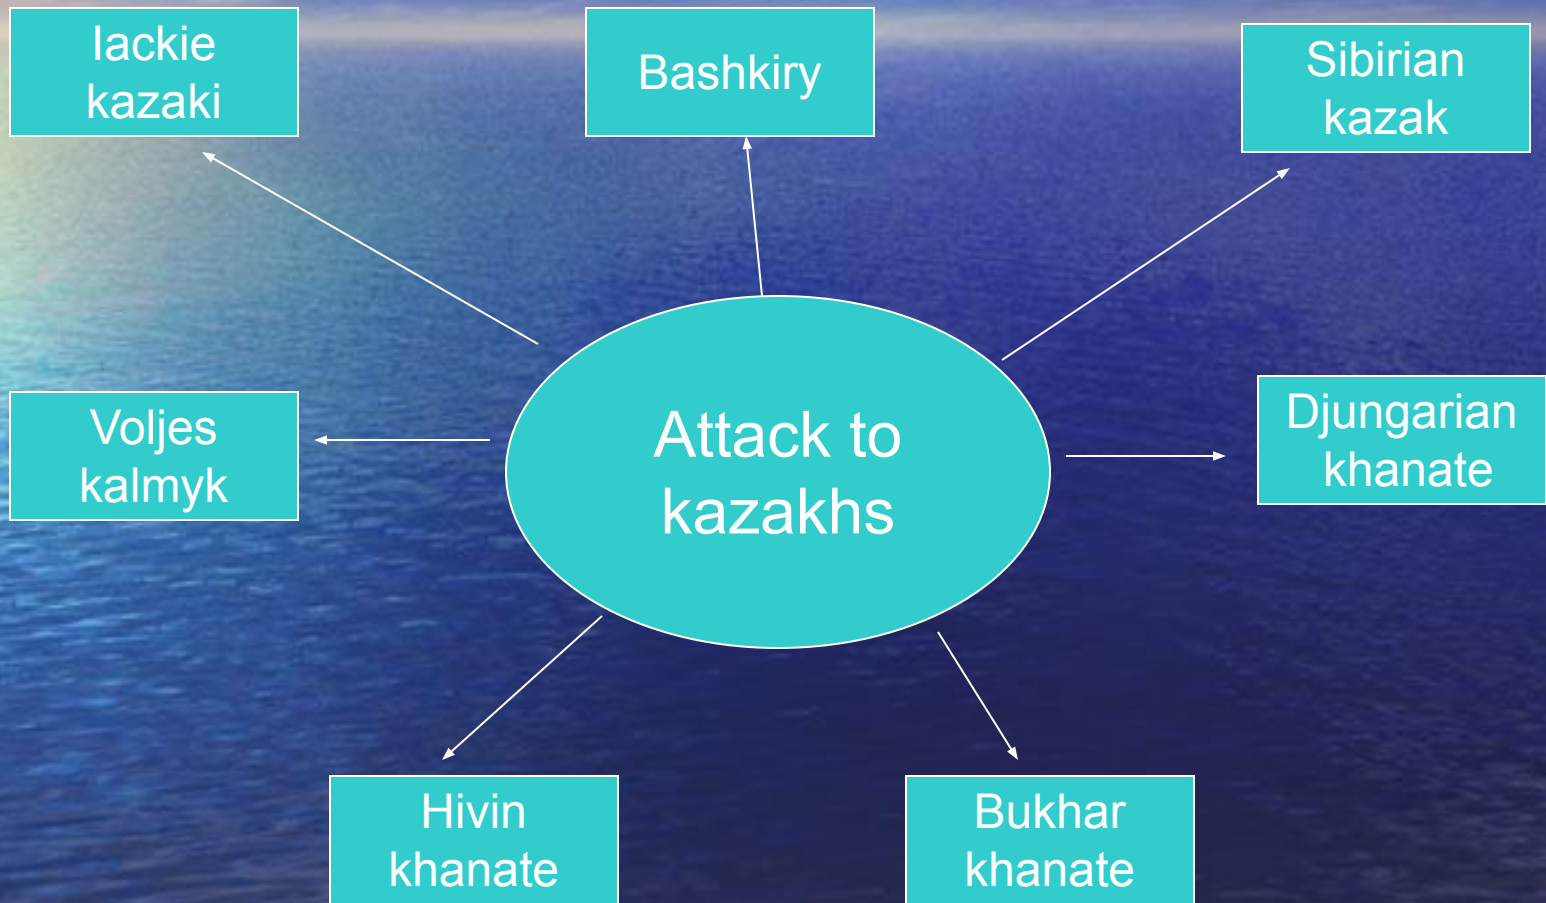 Iackie
kazaki
Bashkiry
Sibirian
kazak
Voljes
kalmyk
Attack to
kazakhs
Djungarian
khanate
Hivin
khanate
Bukhar
khanate